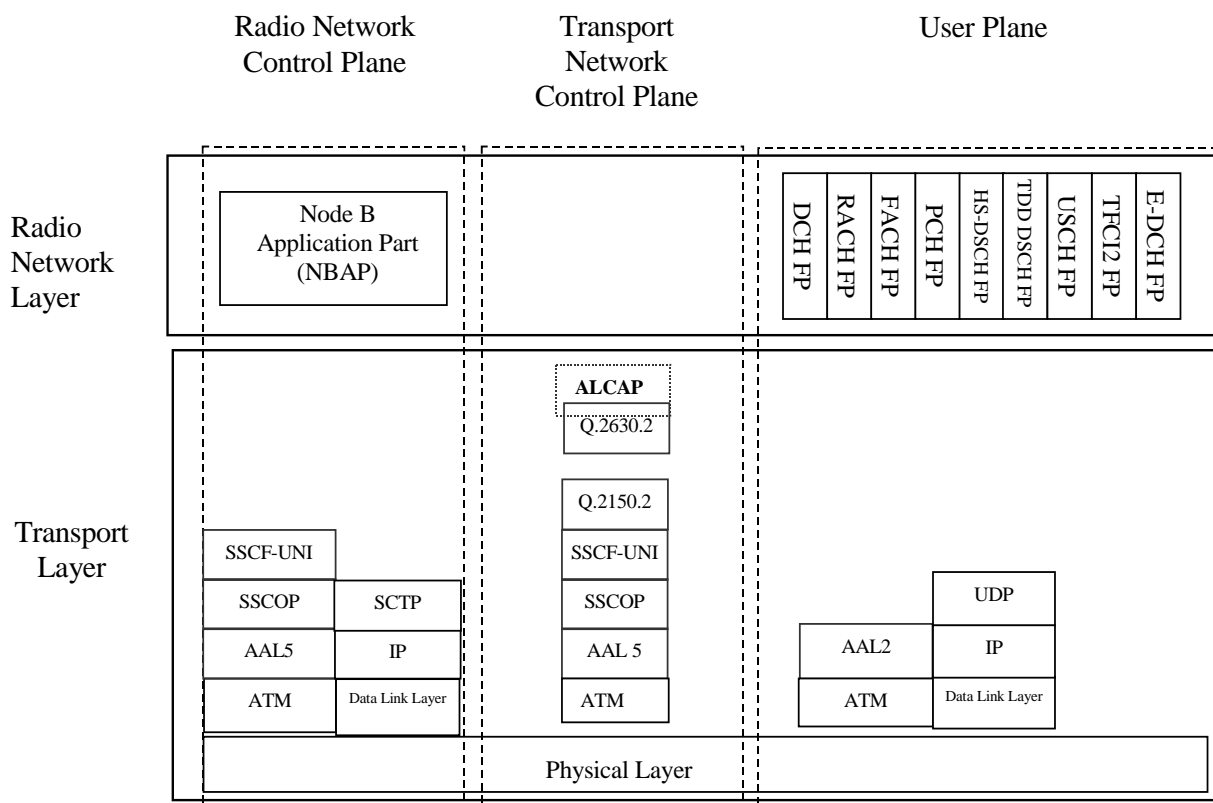 Radio Network
Control Plane
Transport
Network
Control Plane
User Plane
Radio
Network
Layer
Node B
Application Part
(NBAP)
DCH FP
RACH FP
FACH FP
PCH FP
HS-DSCH FP
TDD DSCH FP
USCH FP
TFCI2 FP
E-DCH FP
Transport
Layer
ALCAP
Q.2630.2
Q.2150.2
SSCF-UNI
SSCF-UNI
SSCOP
SCTP
SSCOP
UDP
AAL5
IP
AAL 5
AAL2
IP
ATM
Data Link Layer
ATM
ATM
Data Link Layer
Physical Layer